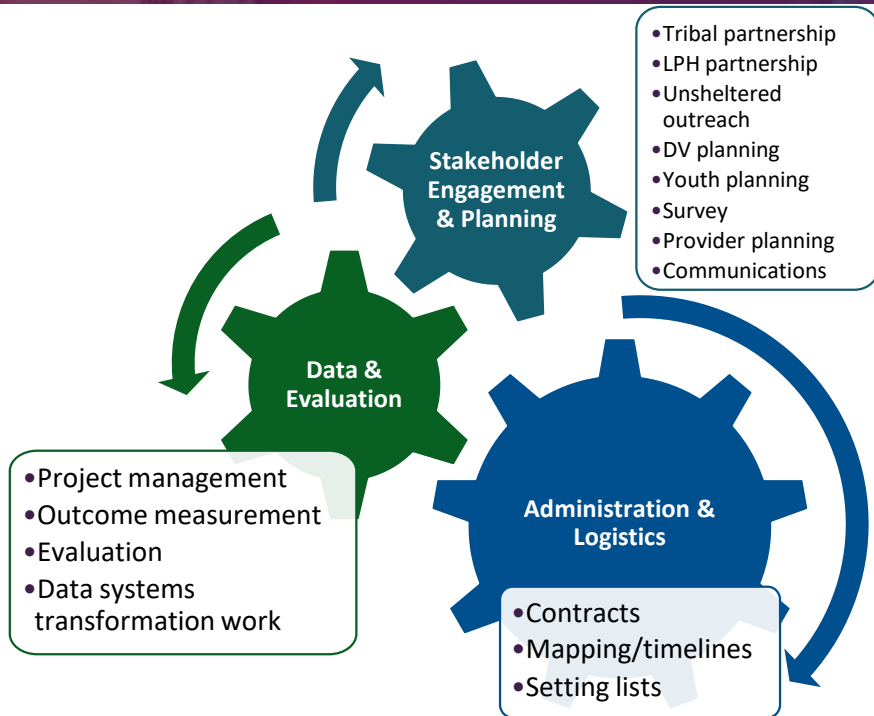 •Tribal partnership
•LPH partnership
•Unsheltered
outreach
•DV planning
•Youth planning
•Survey
•Provider planning
•Communications
Stakeholder
Engagement
& Planning
Data &
Evaluation
•Project management
•Outcome measurement
•Evaluation
•Data systems
transformation work
Administration &
Logistics
•Contracts
•Mapping/timelines
•Setting lists